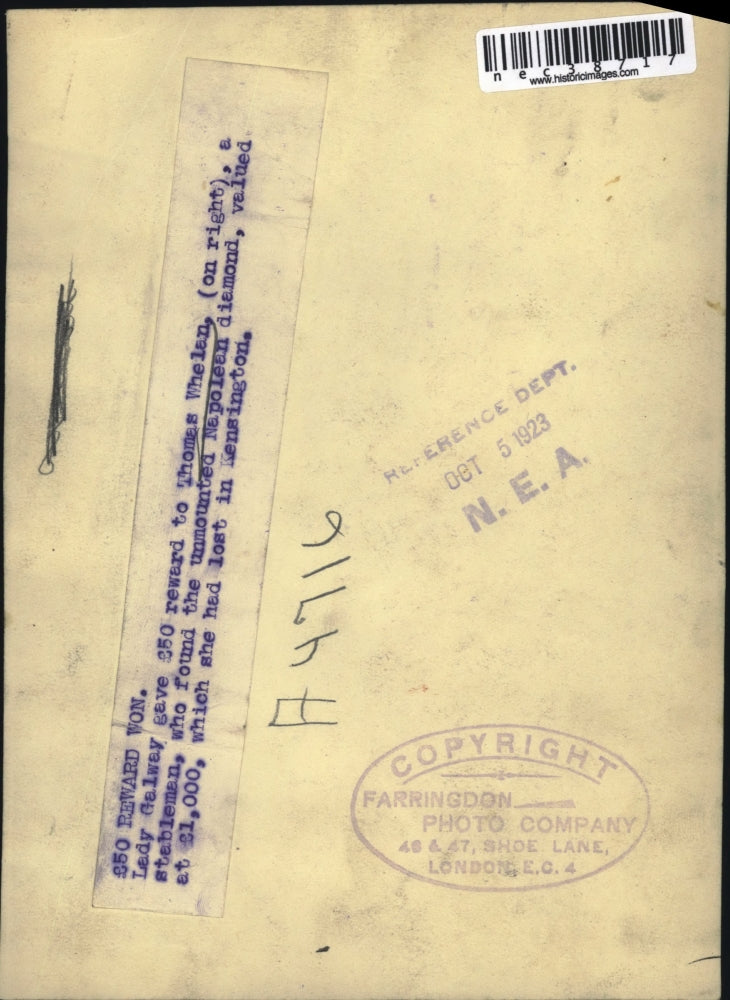 nec38717
www.historicimages.com
£50 REWARD WON.
Lady Galway gave £50 reward to Thomas Whelan, (on right), a
stableman, who found the unmounted Napolean diamond, valued
at £1,000, which she had lost in Kensington.
A4716
REFERENCE DEPT.
OCT 5 1923
N. E. A.
COPYRIGHT
FARRINGDON
PHOTO COMPANY
46 & 47, SHOE LANE,
LONDON E.C. 4